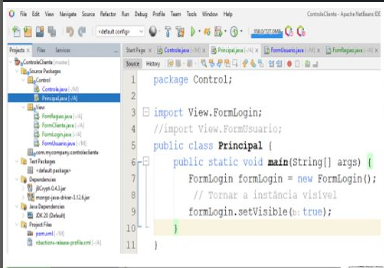 File Edit View Navigate Source Refactor Run Debug Profile Team Tools Window Help
ControleCliente - Apache NetBeans IDE
<default config>
Projects Files Services
Start Page Controle.java Principal.java FormUsuario.java FormRegiao.java
Source History
ControleCliente
Source Packages
Control
Controle.java
Principal.java
View
FormRegiao.java
FormCliente.java
FormLogin.java
FormUsuario.java
com.mycompany.controlecliente
Test Packages
<default package>
Dependencies
jBCrypt-0.4.3.jar
mongo-java-driver-3.12.6.jar
Java Dependencies
JDK 20 (Default)
Project Files
pom.xml
nbactions-release-profile.xml
1 package Control;
2
3 import View.FormLogin;
4 //import View.FormUsuario;
5 public class Principal {
6 public static void main(String[] args) {
7 FormLogin formLogin = new FormLogin();
8 // Tornar a instância visível
9 formLogin.setVisible(b: true);
10 }
11 }